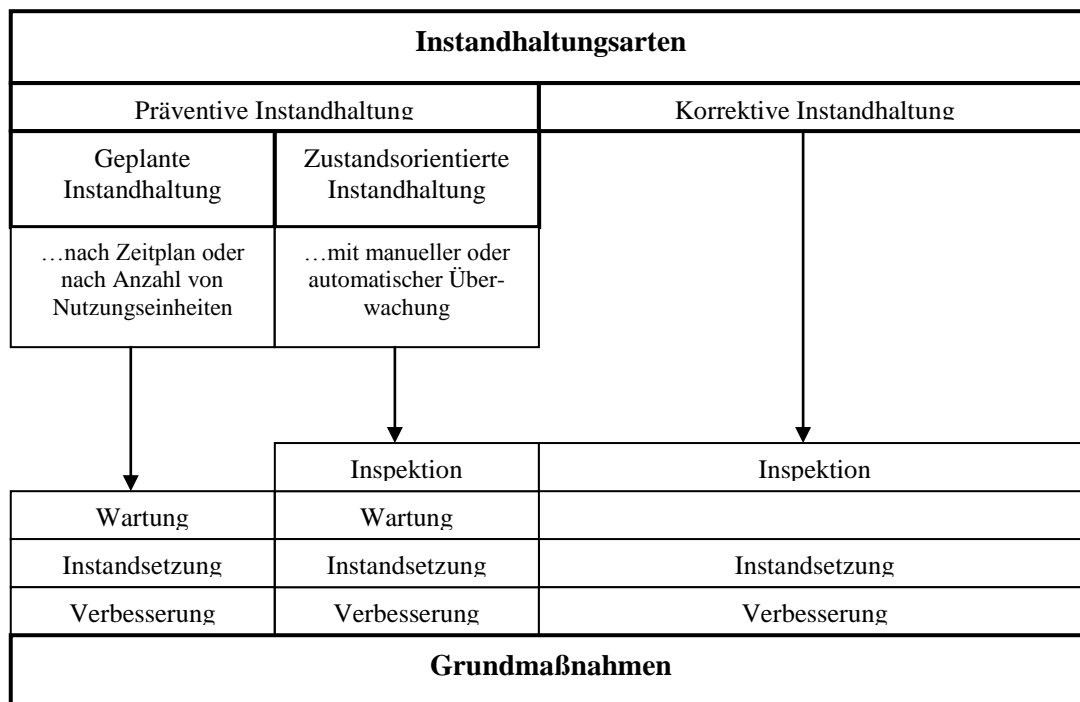 Instandhaltungsarten
Präventive Instandhaltung
Korrektive Instandhaltung
Geplante
Instandhaltung
Zustandsorientierte
Instandhaltung
…nach Zeitplan oder
nach Anzahl von
Nutzungseinheiten
…mit manueller oder
automatischer Über-
wachung
Inspektion
Inspektion
Wartung
Wartung
Instandsetzung
Instandsetzung
Instandsetzung
Verbesserung
Verbesserung
Verbesserung
Grundmaßnahmen